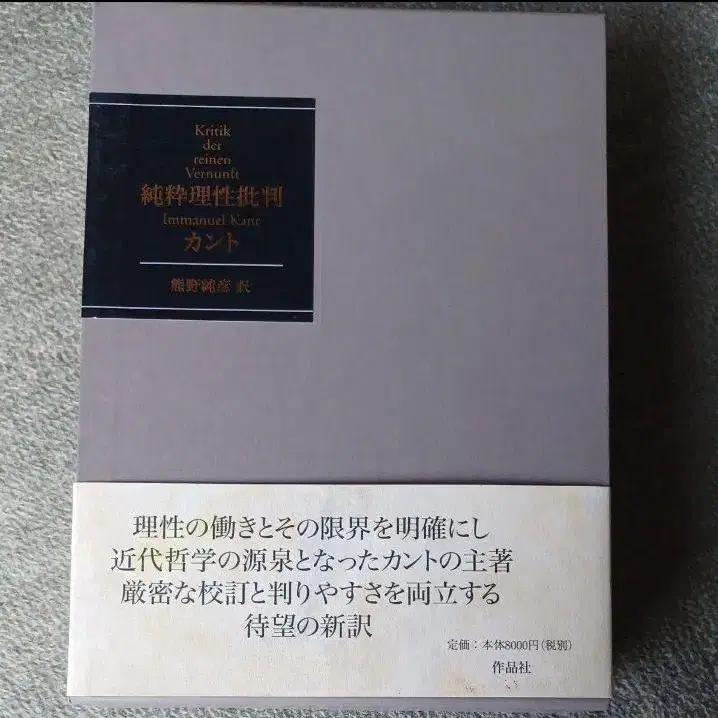 Kritik
der
reinen
Vernunft
純粋理性批判
Immanuel Kant
カント
熊野純彦 訳
理性の働きとその限界を明確にし
近代哲学の源泉となったカントの主著
厳密な校訂と判りやすさを両立する
待望の新訳
定価:本体8000円(税別)
作品社